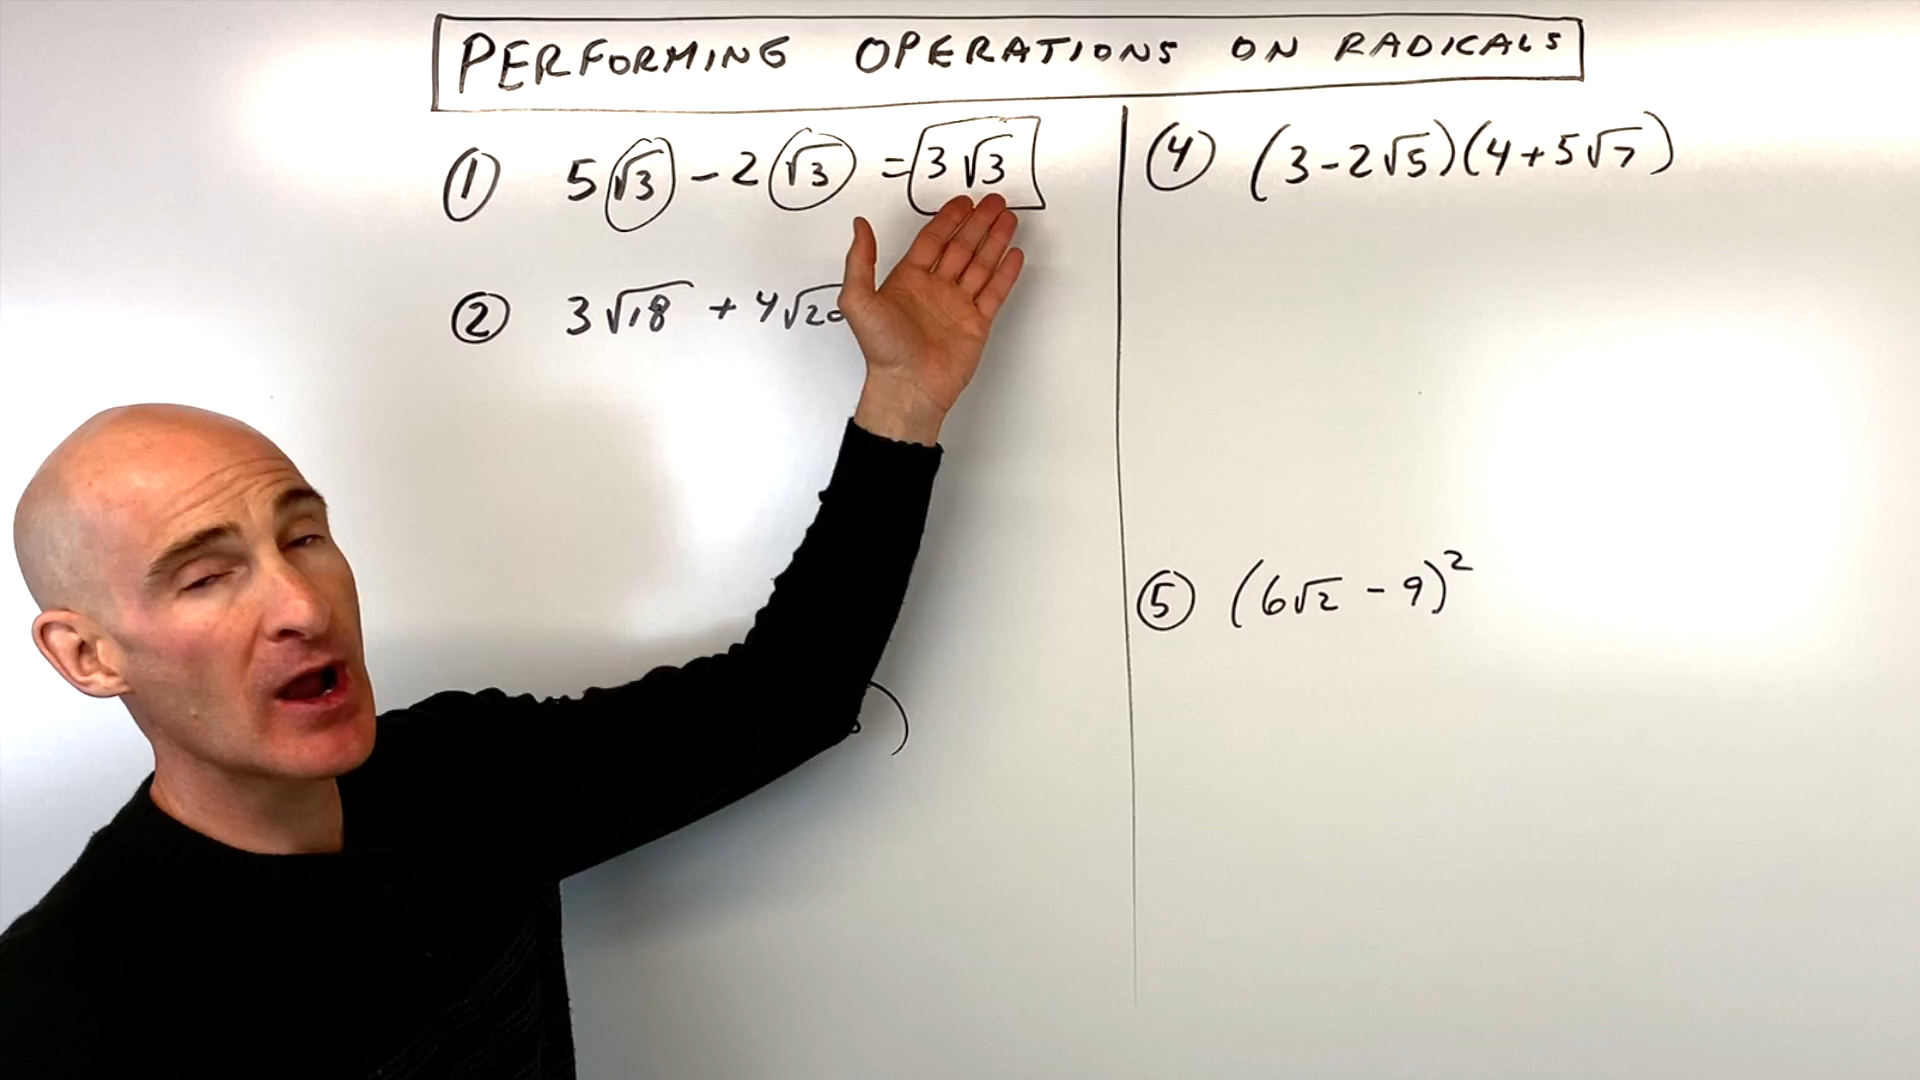 PERFORMING OPERATIONS ON RADICALS
① 5√3 - 2√3 = 3√3
② 3√18 + 4√20
④ (3-2√5)(4+5√7)
⑤ (6√2 - 9)²